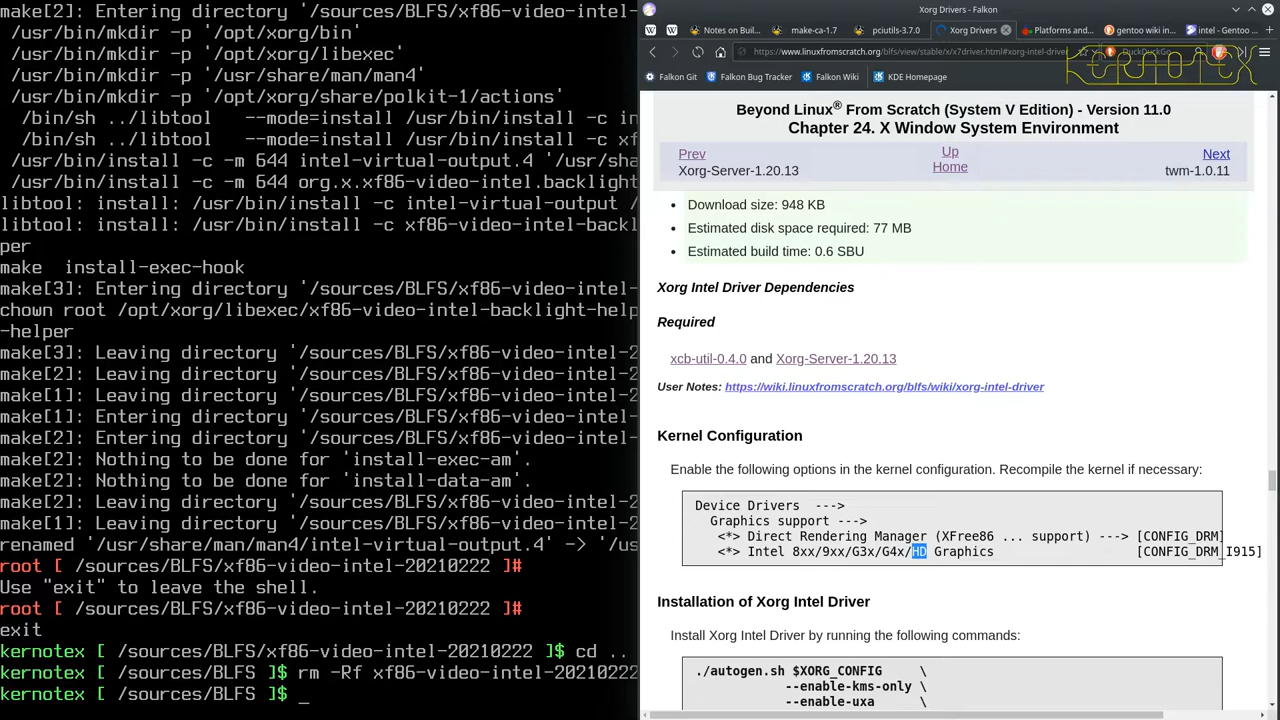 make[2]: Entering directory '/sources/BLFS/xf86-video-intel-2
/usr/bin/mkdir -p '/opt/xorg/bin'
/usr/bin/mkdir -p '/opt/xorg/libexec'
/usr/bin/mkdir -p '/usr/share/man/man4'
/usr/bin/mkdir -p '/opt/xorg/share/polkit-1/actions'
/bin/sh ../libtool   --mode=install /usr/bin/install -c in
/bin/sh ../libtool   --mode=install /usr/bin/install -c xf
/usr/bin/install -c -m 644 intel-virtual-output.4 '/usr/sh
/usr/bin/install -c -m 644 org.x.xf86-video-intel.backlight
libtool: install: /usr/bin/install -c intel-virtual-output /
libtool: install: /usr/bin/install -c xf86-video-intel-backl
per
make  install-exec-hook
make[3]: Entering directory '/sources/BLFS/xf86-video-intel-2
chown root /opt/xorg/libexec/xf86-video-intel-backlight-help
-helper
make[3]: Leaving directory '/sources/BLFS/xf86-video-intel-2
make[2]: Leaving directory '/sources/BLFS/xf86-video-intel-2
make[1]: Leaving directory '/sources/BLFS/xf86-video-intel-2
make[1]: Entering directory '/sources/BLFS/xf86-video-intel-
make[2]: Entering directory '/sources/BLFS/xf86-video-intel-
make[2]: Nothing to be done for 'install-exec-am'.
make[2]: Nothing to be done for 'install-data-am'.
make[2]: Leaving directory '/sources/BLFS/xf86-video-intel-2
make[1]: Leaving directory '/sources/BLFS/xf86-video-intel-2
renamed '/usr/man/man4/intel-virtual-output.4' -> '/us
root [ /sources/BLFS/xf86-video-intel-20210222 ]#
Use "exit" to leave the shell.
root [ /sources/BLFS/xf86-video-intel-20210222 ]#
exit
kernotex [ /sources/BLFS/xf86-video-intel-20210222 ]$ cd ..
kernotex [ /sources/BLFS ]$ rm -Rf xf86-video-intel-20210222
kernotex [ /sources/BLFS ]$ _
Xorg Drivers - Falkon
Notes on Buil...
make-ca-1.7
pciutils-3.7.0
Xorg Drivers
Platforms and...
gentoo wiki in...
intel - Gentoo ...
https://www.linuxfromscratch.org/blfs/view/stable/x/x7driver.html#xorg-intel-driver
DuckDuckGo
KERNOTEX
Falkon Git
Falkon Bug Tracker
Falkon Wiki
KDE Homepage
Beyond Linux® From Scratch (System V Edition) - Version 11.0
Chapter 24. X Window System Environment
Prev
Up
Next
Xorg-Server-1.20.13
Home
twm-1.0.11
• Download size: 948 KB
• Estimated disk space required: 77 MB
• Estimated build time: 0.6 SBU
Xorg Intel Driver Dependencies
Required
xcb-util-0.4.0 and Xorg-Server-1.20.13
User Notes: https://wiki.linuxfromscratch.org/blfs/wiki/xorg-intel-driver
Kernel Configuration
Enable the following options in the kernel configuration. Recompile the kernel if necessary:
Device Drivers  --->
Graphics support --->
<*> Direct Rendering Manager (XFree86 ... support) ---> [CONFIG_DRM]
<*> Intel 8xx/9xx/G3x/G4x/HD Graphics                   [CONFIG_DRM_I915]
Installation of Xorg Intel Driver
Install Xorg Intel Driver by running the following commands:
./autogen.sh $XORG_CONFIG     \
--enable-kms-only \
--enable-uxa      \